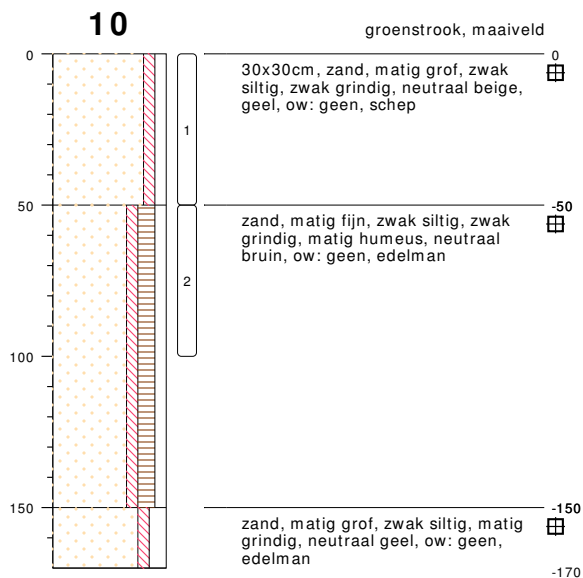 10
groenstrook, maaiveld
0
0
30x30cm, zand, matig grof, zwak
siltig, zwak grindig, neutraal beige,
geel, ow: geen, schep
1
50
-50
zand, matig fijn, zwak siltig, zwak
grindig, matig humeus, neutraal
bruin, ow: geen, edelman
2
100
150
-150
zand, matig grof, zwak siltig, matig
grindig, neutraal geel, ow: geen,
edelman
-170